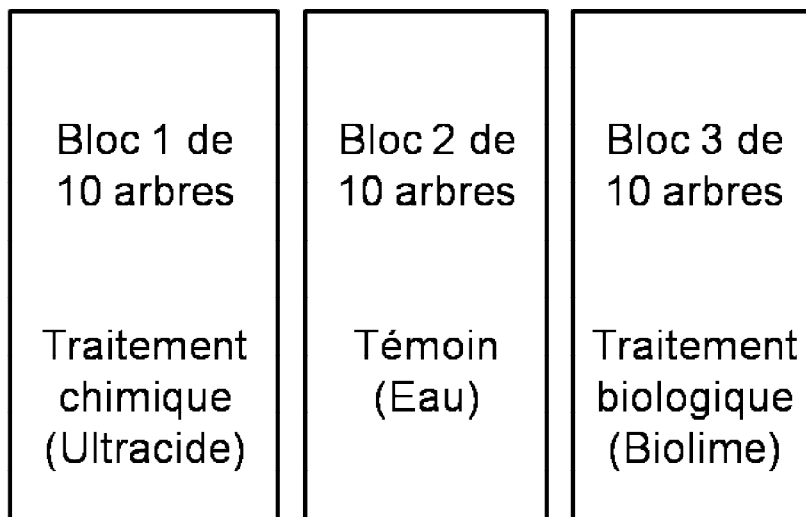 Bloc 1 de
10 arbres
Traitement
chimique
(Ultracide)
Bloc 2 de
10 arbres
Témoin
(Eau)
Bloc 3 de
10 arbres
Traitement
biologique
(Biolime)